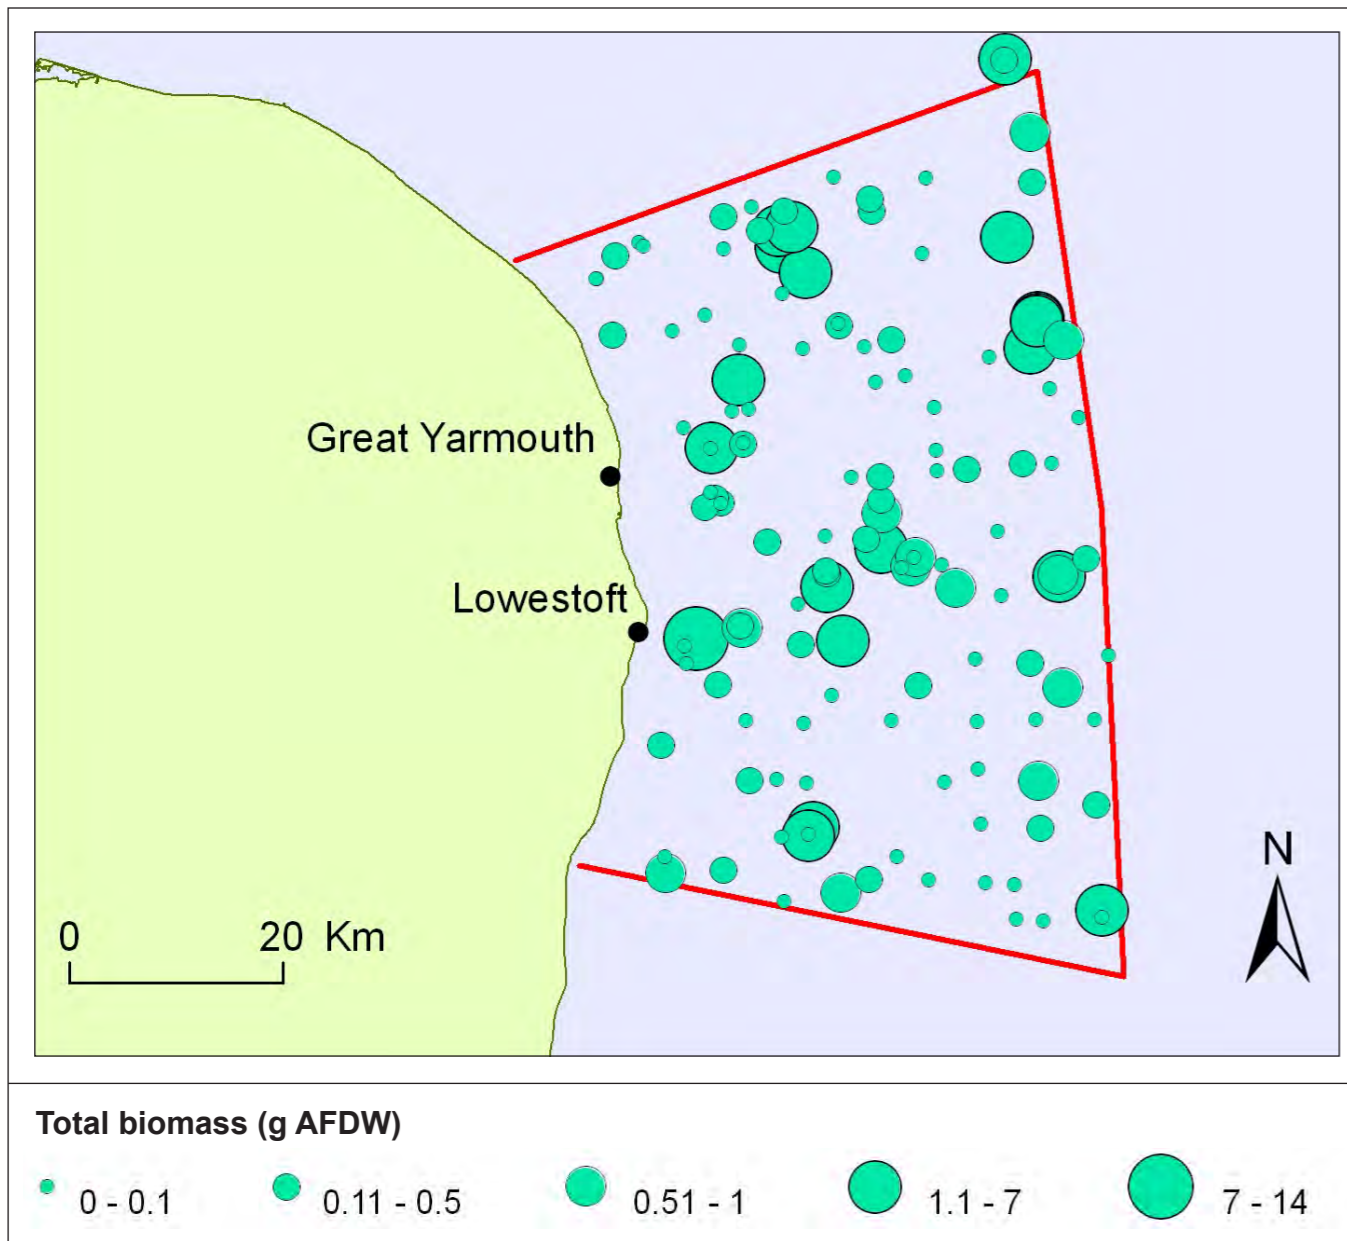 Great Yarmouth
Lowestoft
N
0 20 Km
Total biomass (g AFDW)
0 - 0.1 0.11 - 0.5 0.51 - 1 1.1 - 7 7 - 14